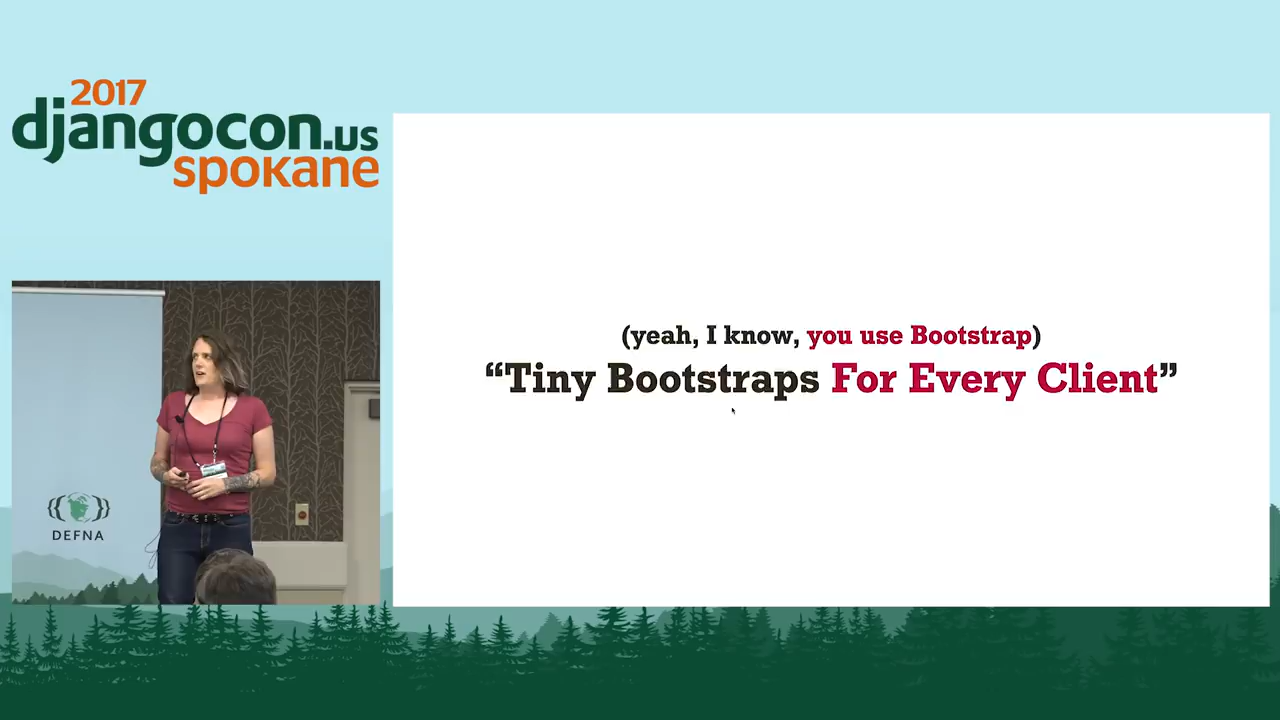 2017
djangocon.us
spokane
(yeah, I know, you use Bootstrap)
“Tiny Bootstraps For Every Client”
DEFNA